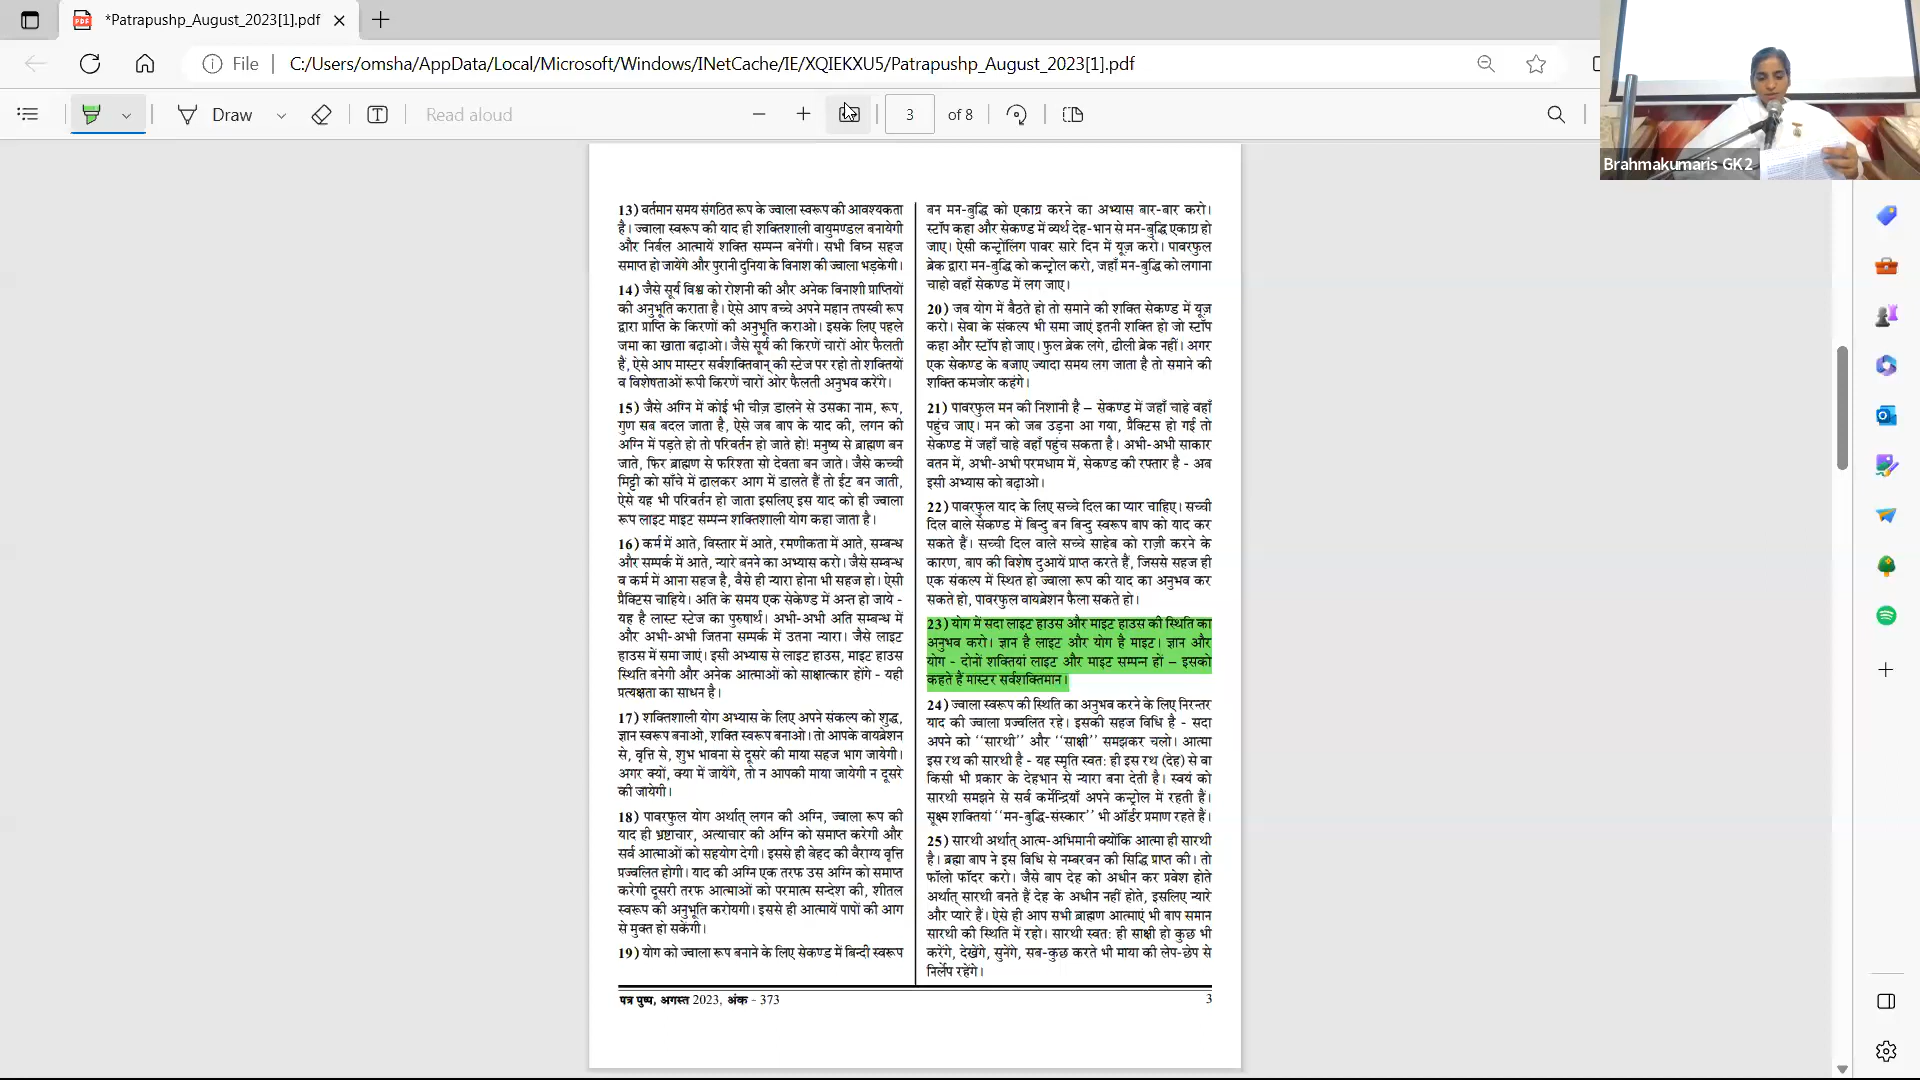 *Patrapushp_August_2023[1].pdf
File
C:/Users/omsha/AppData/Local/Microsoft/Windows/INetCache/IE/XQIEKXU5/Patrapushp_August_2023[1].pdf
Draw
Read aloud
3 of 8
Brahmakumaris GK2
13) वर्तमान समय संगठित रूप के ज्वाला स्वरूप की आवश्यकता
है। ज्वाला स्वरूप की याद ही शक्तिशाली वायुमण्डल बनायेगी
और निर्बल आत्मायें शक्ति सम्पन्न बनेंगी। सभी विघ्न सहज
समाप्त हो जायेंगे और पुरानी दुनिया के विनाश की ज्वाला भड़केगी।
14) जैसे सूर्य विश्व को रोशनी की और अनेक विनाशी प्राप्तियों
की अनुभूति कराता है। ऐसे आप बच्चे अपने महान तपस्वी रूप
द्वारा प्राप्ति के किरणों की अनुभूति कराओ। इसके लिए पहले
जमा का खाता बढ़ाओ। जैसे सूर्य की किरणें चारों ओर फैलती
हैं, ऐसे आप मास्टर सर्वशक्तिवान् की स्टेज पर रहो तो शक्तियों
व विशेषताओं रूपी किरणें चारों ओर फैलती अनुभव करेंगे।
15) जैसे अग्नि में कोई भी चीज़ डालने से उसका नाम, रूप,
गुण सब बदल जाता है, ऐसे जब बाप के याद की, लगन की
अग्नि में पड़ते हो तो परिवर्तन हो जाते हो! मनुष्य से ब्राह्मण बन
जाते, फिर ब्राह्मण से फरिश्ता सो देवता बन जाते। जैसे कच्ची
मिट्टी को साँचे में ढालकर आग में डालते हैं तो ईट बन जाती,
ऐसे यह भी परिवर्तन हो जाता इसलिए इस याद को ही ज्वाला
रूप लाइट माइट सम्पन्न शक्तिशाली योग कहा जाता है।
16) कर्म में आते, विस्तार में आते, रमणीकता में आते, सम्बन्ध
और सम्पर्क में आते, न्यारे बनने का अभ्यास करो। जैसे सम्बन्ध
व कर्म में आना सहज है, वैसे ही न्यारा होना भी सहज हो। ऐसी
प्रैक्टिस चाहिये। अति के समय एक सेकेण्ड में अन्त हो जाये -
यह है लास्ट स्टेज का पुरुषार्थ। अभी-अभी अति सम्बन्ध में
और अभी-अभी जितना सम्पर्क में उतना न्यारा। जैसे लाइट
हाउस में समा जाएं। इसी अभ्यास से लाइट हाउस, माइट हाउस
स्थिति बनेगी और अनेक आत्माओं को साक्षात्कार होंगे - यही
प्रत्यक्षता का साधन है।
17) शक्तिशाली योग अभ्यास के लिए अपने संकल्प को शुद्ध,
ज्ञान स्वरूप बनाओ, शक्ति स्वरूप बनाओ। तो आपके वायब्रेशन
से, वृत्ति से, शुभ भावना से दूसरे की माया सहज भाग जायेगी।
अगर क्यों, क्या में जायेंगे, तो न आपकी माया जायेगी न दूसरे
की जायेगी।
18) पावरफुल योग अर्थात् लगन की अग्नि, ज्वाला रूप की
याद ही भ्रष्टाचार, अत्याचार की अग्नि को समाप्त करेगी और
सर्व आत्माओं को सहयोग देगी। इससे ही बेहद की वैराग्य वृत्ति
प्रज्वलित होगी। याद की अग्नि एक तरफ उस अग्नि को समाप्त
करेगी दूसरी तरफ आत्माओं को परमात्म सन्देश की, शीतल
स्वरूप की अनुभूति करायेगी। इससे ही आत्मायें पापों की आग
से मुक्त हो सकेंगी।
19) योग को ज्वाला रूप बनाने के लिए सेकण्ड में बिन्दी स्वरूप
बन मन-बुद्धि को एकाग्र करने का अभ्यास बार-बार करो।
स्टॉप कहा और सेकण्ड में व्यर्थ देह-भान से मन-बुद्धि एकाग्र हो
जाए। ऐसी कन्ट्रोलिंग पावर सारे दिन में यूज़ करो। पावरफुल
ब्रेक द्वारा मन-बुद्धि को कन्ट्रोल करो, जहाँ मन-बुद्धि को लगाना
चाहो वहाँ सेकण्ड में लग जाए।
20) जब योग में बैठते हो तो समाने की शक्ति सेकण्ड में यूज़
करो। सेवा के संकल्प भी समा जाएं इतनी शक्ति हो जो स्टॉप
कहा और स्टॉप हो जाए। फुल ब्रेक लगे, ढीली ब्रेक नहीं। अगर
एक सेकण्ड के बजाए ज्यादा समय लग जाता है तो समाने की
शक्ति कमजोर कहंगे।
21) पावरफुल मन की निशानी है – सेकण्ड में जहाँ चाहे वहाँ
पहुंच जाए। मन को जब उड़ना आ गया, प्रैक्टिस हो गई तो
सेकण्ड में जहाँ चाहे वहाँ पहुंच सकता है। अभी-अभी साकार
वतन में, अभी-अभी परमधाम में, सेकण्ड की रफ्तार है - अब
इसी अभ्यास को बढ़ाओ।
22) पावरफुल याद के लिए सच्चे दिल का प्यार चाहिए। सच्ची
दिल वाले सेकण्ड में बिन्दु बन बिन्दु स्वरूप बाप को याद कर
सकते हैं। सच्ची दिल वाले सच्चे साहेब को राज़ी करने के
कारण, बाप की विशेष दुआयें प्राप्त करते हैं, जिससे सहज ही
एक संकल्प में स्थित हो ज्वाला रूप की याद का अनुभव कर
सकते हो, पावरफुल वायब्रेशन फैला सकते हो।
23) योग में सदा लाइट हाउस और माइट हाउस की स्थिति का
अनुभव करो। ज्ञान है लाइट और योग है माइट। ज्ञान और
योग - दोनों शक्तियां लाइट और माइट सम्पन्न हों – इसको
कहते हैं मास्टर सर्वशक्तिमान।
24) ज्वाला स्वरूप की स्थिति का अनुभव करने के लिए निरन्तर
याद की ज्वाला प्रज्वलित रहे। इसकी सहज विधि है - सदा
अपने को ‘‘सारथी’’ और ‘‘साक्षी’’ समझकर चलो। आत्मा
इस रथ की सारथी है - यह स्मृति स्वत: ही इस रथ (देह) से वा
किसी भी प्रकार के देहभान से न्यारा बना देती है। स्वयं को
सारथी समझने से सर्व कर्मेन्द्रियाँ अपने कन्ट्रोल में रहती हैं।
सूक्ष्म शक्तियां ‘‘मन-बुद्धि-संस्कार’’ भी ऑर्डर प्रमाण रहते हैं।
25) सारथी अर्थात् आत्म-अभिमानी क्योंकि आत्मा ही सारथी
है। ब्रह्मा बाप ने इस विधि से नम्बरवन की सिद्धि प्राप्त की। तो
फॉलो फॉदर करो। जैसे बाप देह को अधीन कर प्रवेश होते
अर्थात् सारथी बनते हैं देह के अधीन नहीं होते, इसलिए न्यारे
और प्यारे हैं। ऐसे ही आप सभी ब्राह्मण आत्माएं भी बाप समान
सारथी की स्थिति में रहो। सारथी स्वत: ही साक्षी हो कुछ भी
करेंगे, देखेंगे, सुनेंगे, सब-कुछ करते भी माया की लेप-छेप से
निर्लेप रहेंगे।
पत्र पुष्प, अगस्त 2023, अंक - 373
3